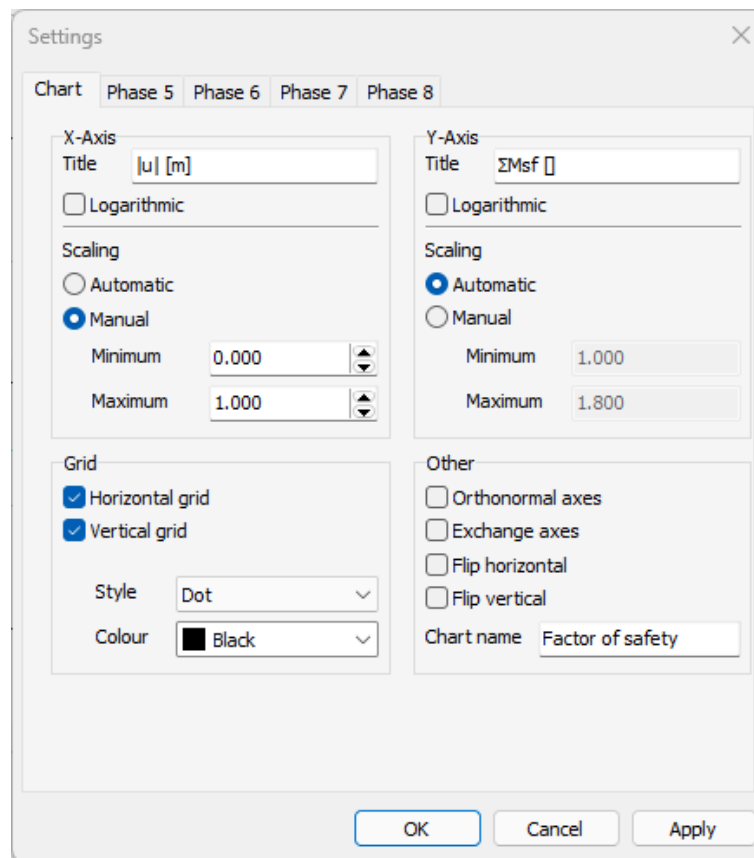 Settings
Chart Phase 5 Phase 6 Phase 7 Phase 8
X-Axis
Title |u| [m]
Logarithmic
Scaling
Automatic
Manual
Minimum 0.000
Maximum 1.000
Y-Axis
Title ΣMsf []
Logarithmic
Scaling
Automatic
Manual
Minimum 1.000
Maximum 1.800
Grid
Horizontal grid
Vertical grid
Style Dot
Colour Black
Other
Orthonormal axes
Exchange axes
Flip horizontal
Flip vertical
Chart name Factor of safety
OK Cancel Apply